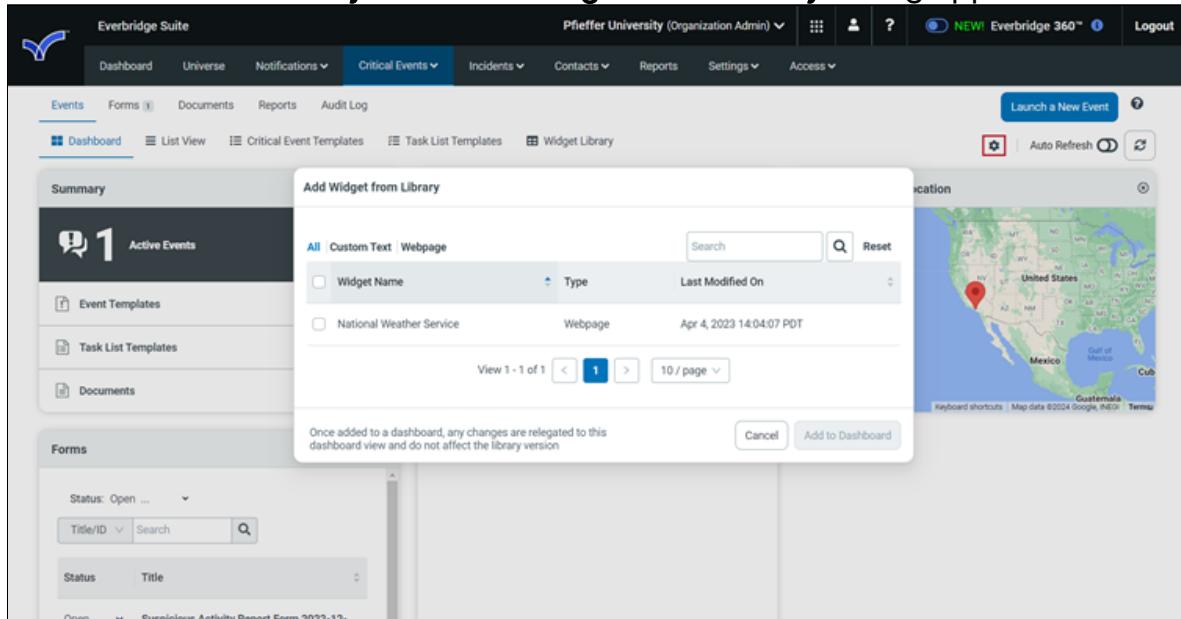 Everbridge Suite
Pfieffer University (Organization Admin)
?
NEW! Everbridge 360™
Logout
Dashboard Universe Notifications Critical Events Incidents Contacts Reports Settings Access
Events Forms 1 Documents Reports Audit Log
Launch a New Event
Dashboard List View Critical Event Templates Task List Templates Widget Library
Auto Refresh
Summary
1 Active Events
Event Templates
Task List Templates
Documents
Forms
Status: Open ...
Title/ID Search
Status Title
Add Widget from Library
All Custom Text Webpage
Search
Reset
Widget Name Type Last Modified On
National Weather Service Webpage Apr 4, 2023 14:04:07 PDT
View 1 - 1 of 1 < 1 > 10 / page
Once added to a dashboard, any changes are relegated to this
dashboard view and do not affect the library version
Cancel Add to Dashboard
ocation
United States
Mexico
Gulf of
Mexico
Cub
Guatemala
Keyboard shortcuts Map data ©2024 Google, INEGI Terms